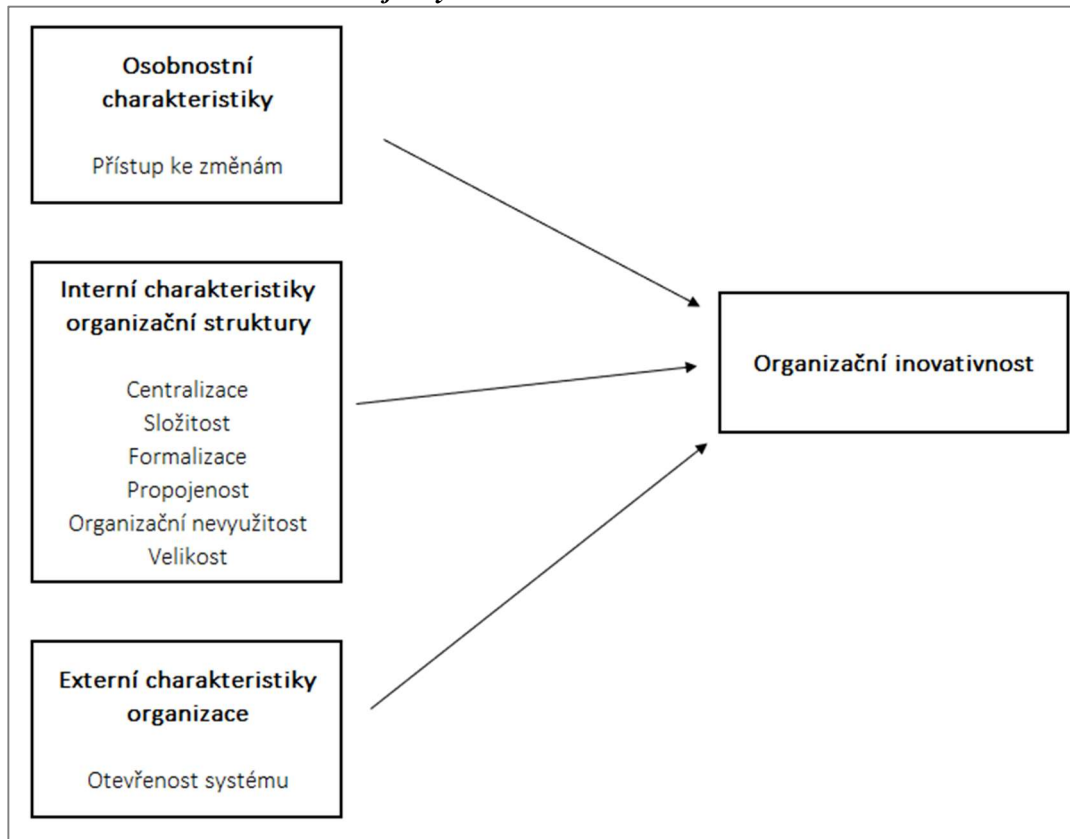 Osobnostní
charakteristiky
Přístup ke změnám
Interní charakteristiky
organizační struktury
Centralizace
Složitost
Formalizace
Propojenost
Organizační nevyužitost
Velikost
Externí charakteristiky
organizace
Otevřenost systému
Organizační inovativnost